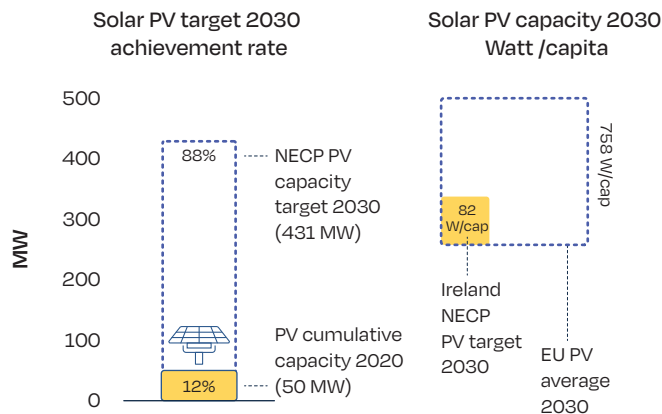 Solar PV target 2030
achievement rate
500
400
300
200
100
0
MW
88%
12%
NECP PV
capacity
target 2030
(431 MW)
PV cumulative
capacity 2020
(50 MW)
Solar PV capacity 2030
Watt /capita
758 W/cap
82
W/cap
Ireland
NECP
PV target
2030
EU PV
average
2030